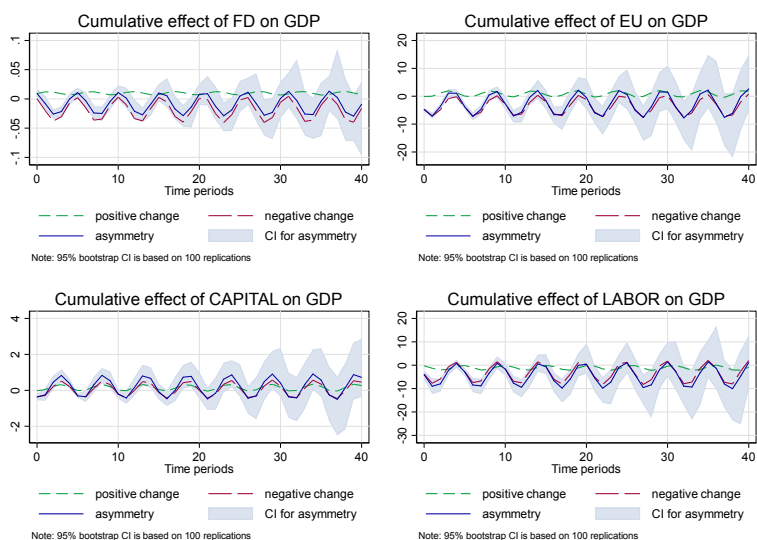 Cumulative effect of FD on GDP
.1
.05
0
-.05
-.1
0 10 20 30 40
Time periods
positive change negative change
asymmetry CI for asymmetry
Note: 95% bootstrap CI is based on 100 replications
Cumulative effect of EU on GDP
20
10
0
-10
-20
0 10 20 30 40
Time periods
positive change negative change
asymmetry CI for asymmetry
Note: 95% bootstrap CI is based on 100 replications
Cumulative effect of CAPITAL on GDP
4
2
0
-2
0 10 20 30 40
Time periods
positive change negative change
asymmetry CI for asymmetry
Note: 95% bootstrap CI is based on 100 replications
Cumulative effect of LABOR on GDP
20
10
0
-10
-20
-30
0 10 20 30 40
Time periods
positive change negative change
asymmetry CI for asymmetry
Note: 95% bootstrap CI is based on 100 replications